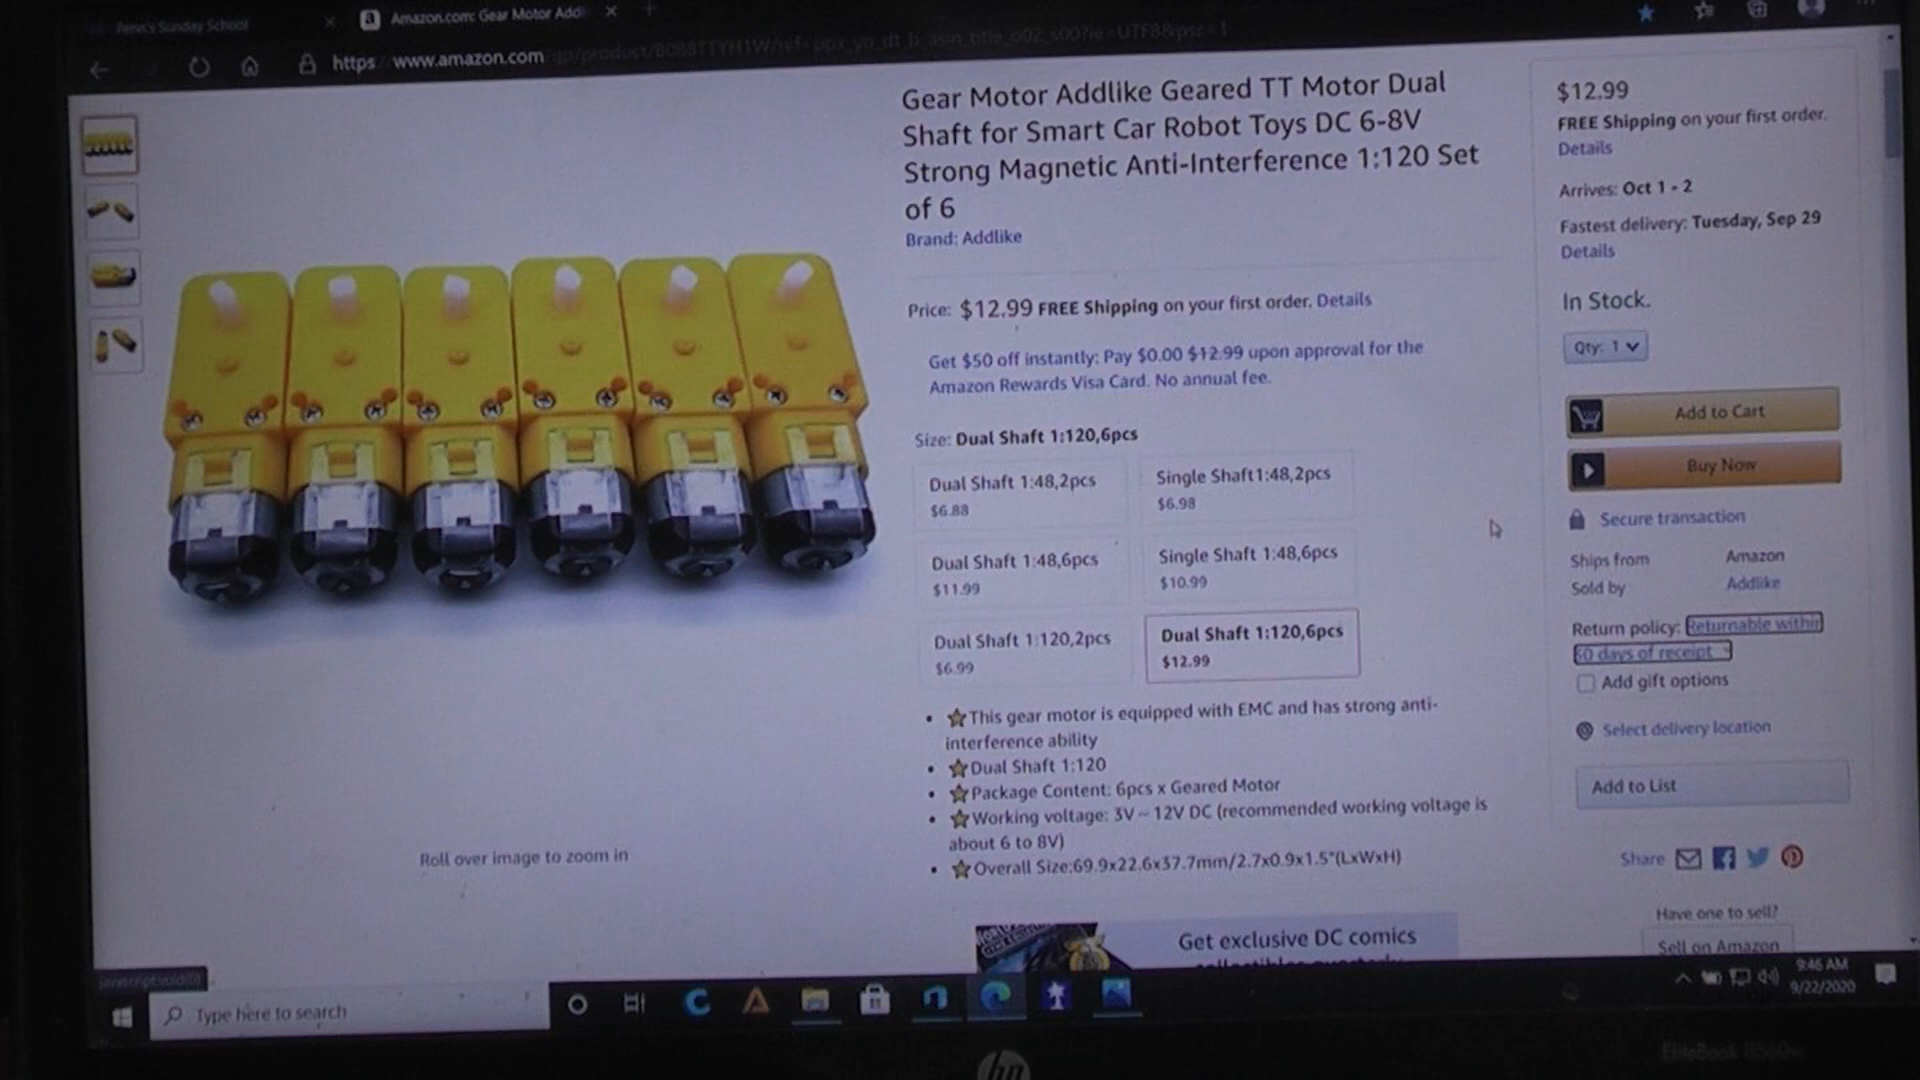 Perec's Sunday School
Amazon.com: Gear Motor Add
https www.amazon.com
Gear Motor Addlike Geared TT Motor Dual
Shaft for Smart Car Robot Toys DC 6-8V
Strong Magnetic Anti-Interference 1:120 Set
of 6
Brand: Addlike
Price: $12.99 FREE Shipping on your first order. Details
Get $50 off instantly: Pay $0.00 $12.99 upon approval for the
Amazon Rewards Visa Card. No annual fee.
Size: Dual Shaft 1:120,6pcs
Dual Shaft 1:48,2pcs
$6.88
Single Shaft1:48,2pcs
$6.98
Dual Shaft 1:48,6pcs
$11.99
Single Shaft 1:48,6pcs
$10.99
Dual Shaft 1:120,2pcs
$6.99
Dual Shaft 1:120,6pcs
$12.99
This gear motor is equipped with EMC and has strong anti-
interference ability
Dual Shaft 1:120
Package Content: 6pcs x Geared Motor
Working voltage: 3V~12V DC (recommended working voltage is
about 6 to 8V)
Overall Size:69.9x22.6x37.7mm/2.7x0.9x1.5"(LxWxH)
Roll over image to zoom in
Get exclusive DC comics
$12.99
FREE Shipping on your first order.
Details
Arrives: Oct 1 - 2
Fastest delivery: Tuesday, Sep 29
Details
In Stock.
Qty: 1
Add to Cart
Buy Now
Secure transaction
Ships from Amazon
Sold by Addlike
Return policy: Returnable within
30 days of receipt
Add gift options
Select delivery location
Add to List
Share
Have one to sell?
Sell on Amazon
Type here to search
9:46 AM
9/22/2020
hp
EliteBook